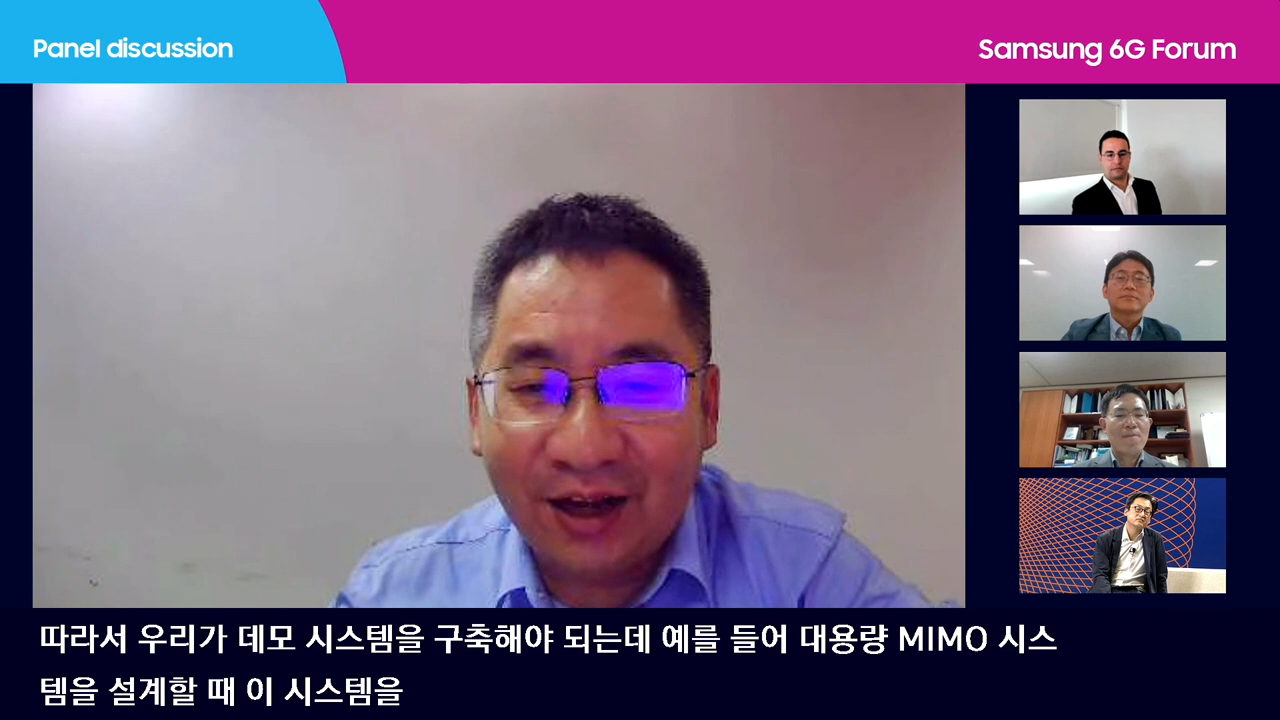 Panel discussion
Samsung 6G Forum
따라서 우리가 데모 시스템을 구축해야 되는데 예를 들어 대용량 MIMO 시스
템을 설계할 때 이 시스템을